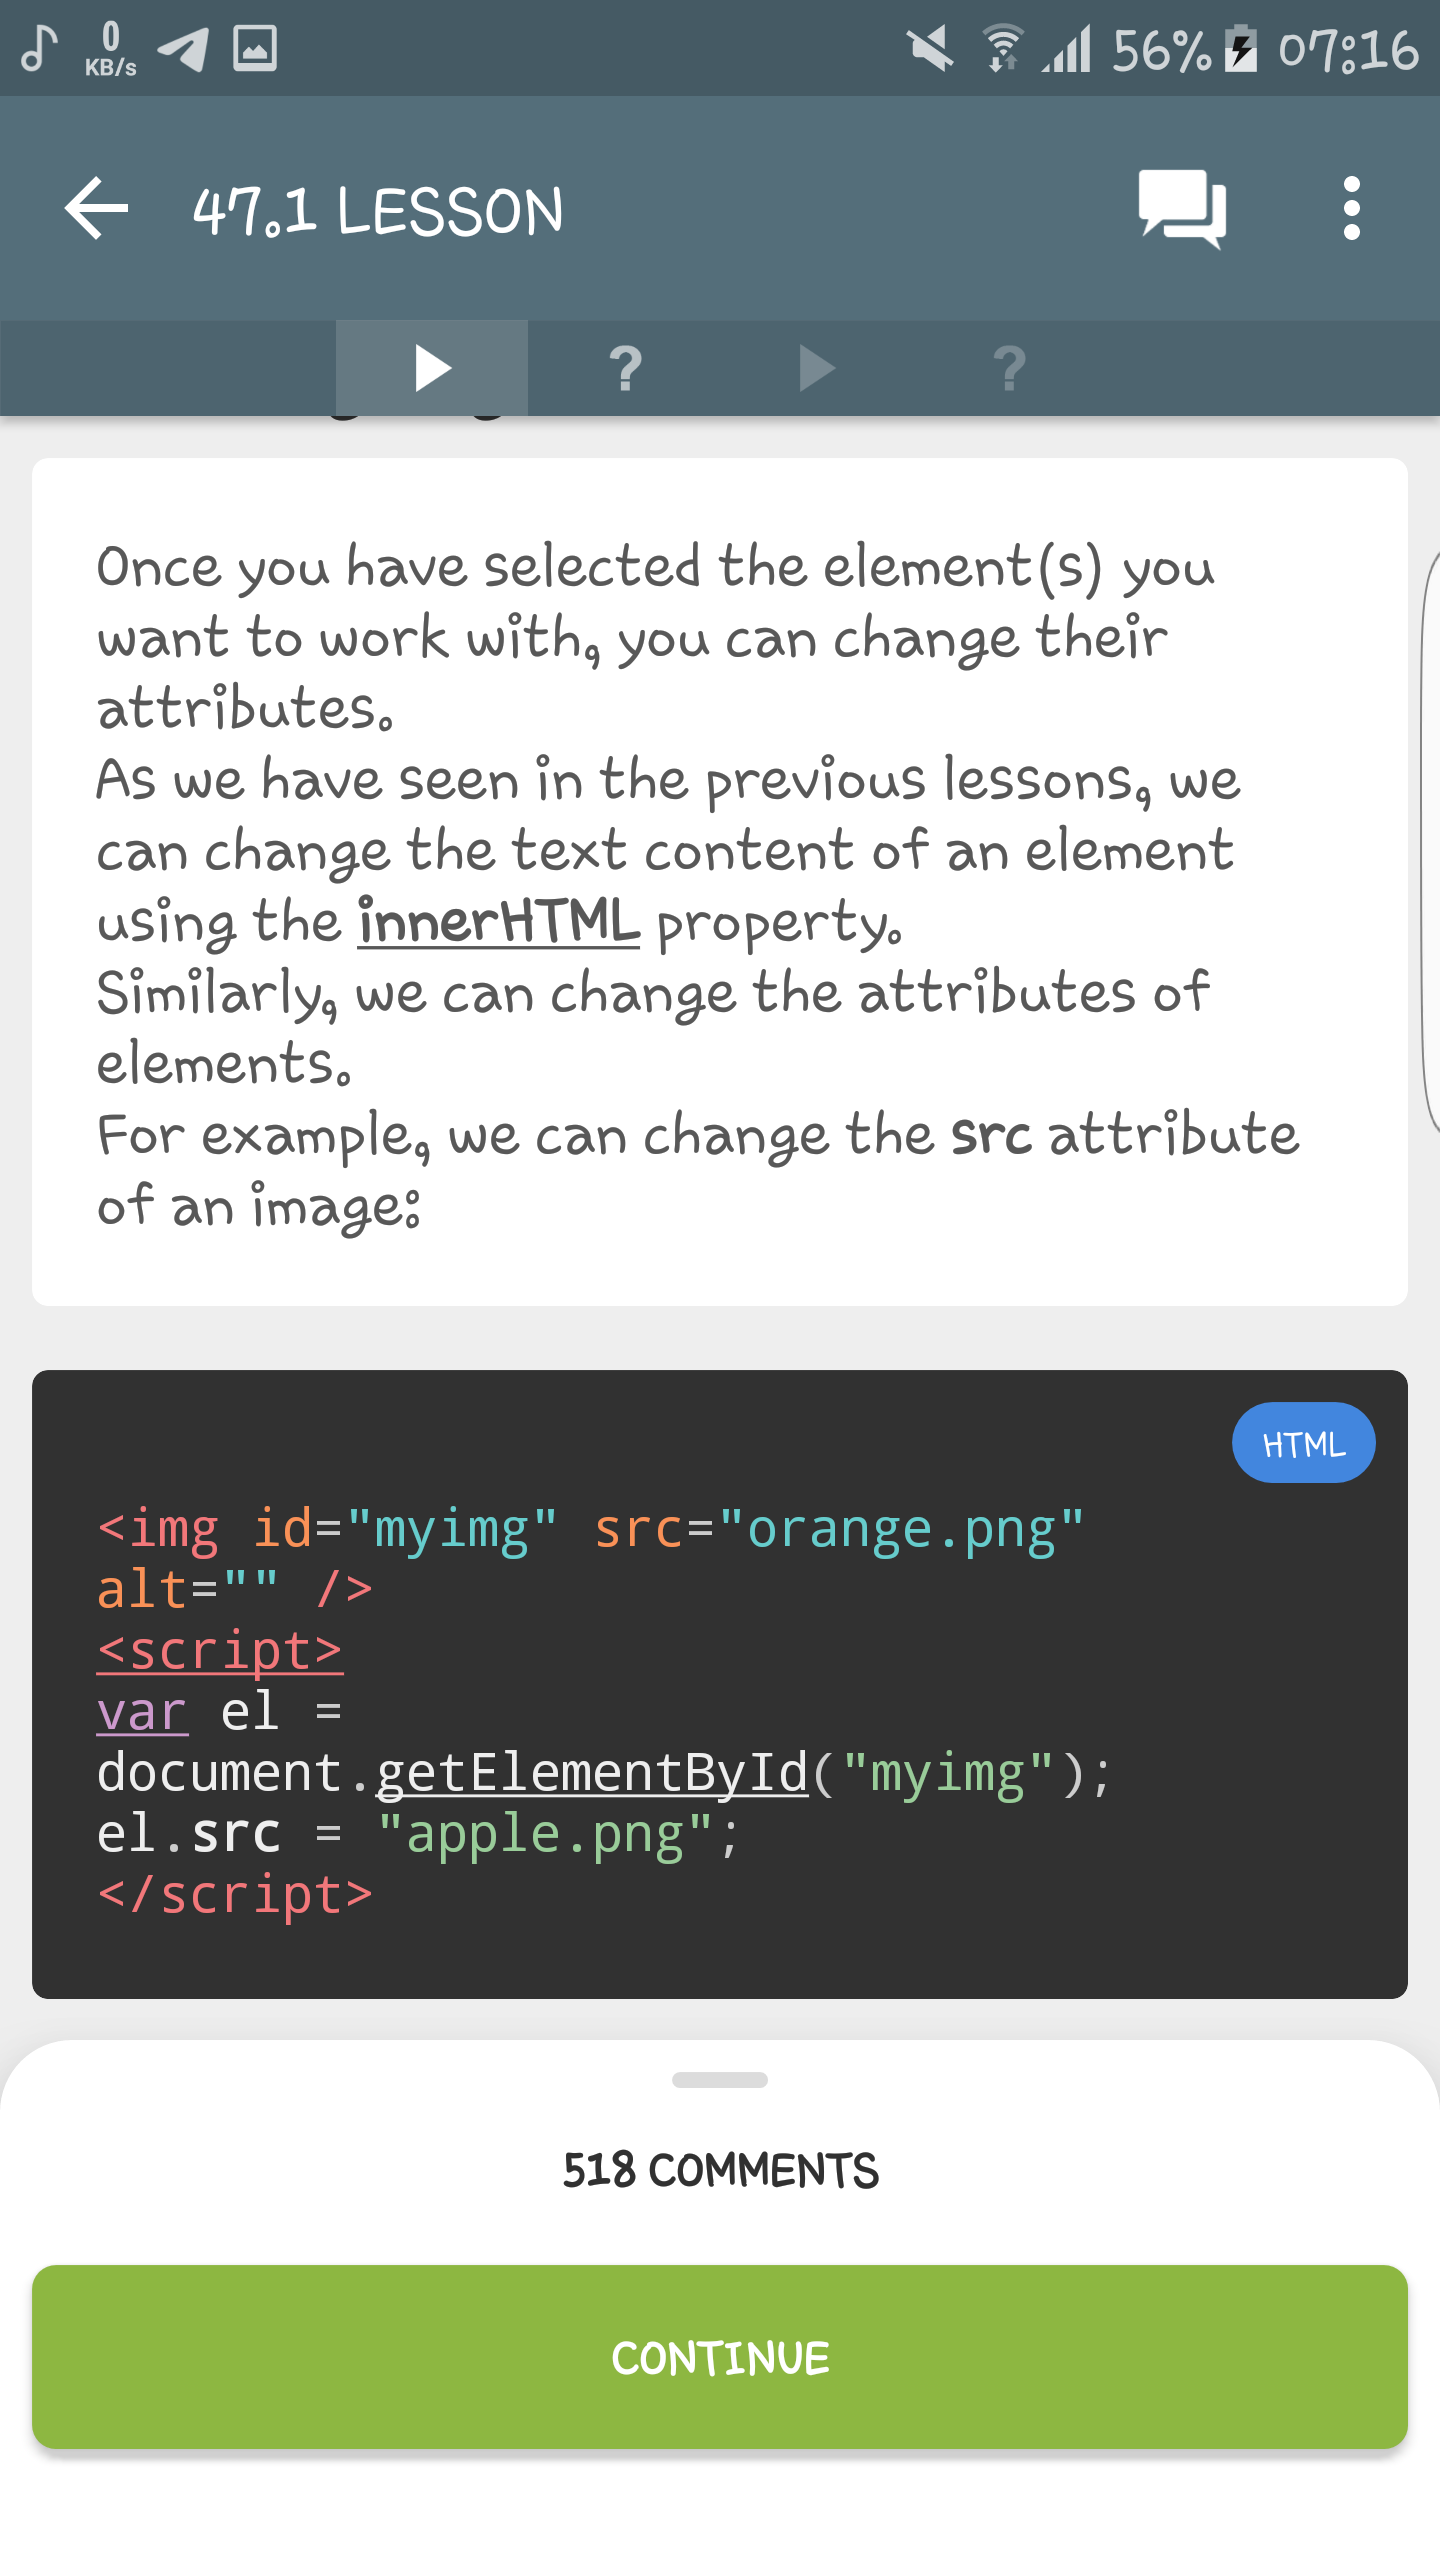 0
KB/s
56%
07:16
47.1 LESSON
?
?
Once you have selected the element(s) you
want to work with, you can change their
attributes.
As we have seen in the previous lessons, we
can change the text content of an element
using the innerHTML property.
Similarly, we can change the attributes of
elements.
For example, we can change the src attribute
of an image:
HTML
<img id="myimg" src="orange.png"
alt="" />
<script>
var el =
document.getElementById("myimg");
el.src = "apple.png";
</script>
518 COMMENTS
CONTINUE